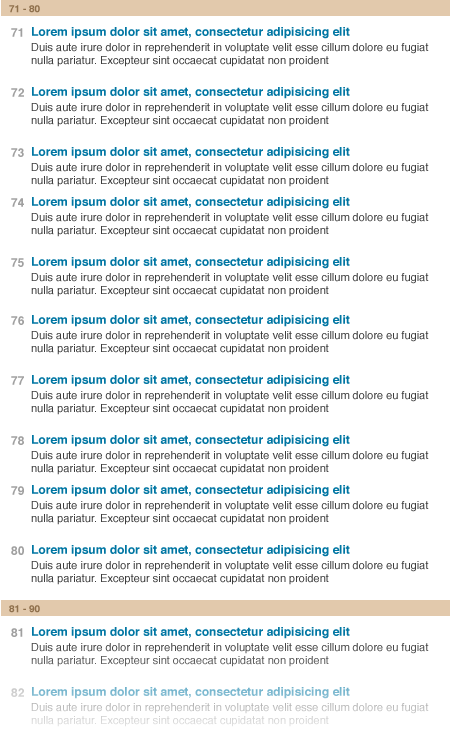 71 - 80
71 Lorem ipsum dolor sit amet, consectetur adipisicing elit
Duis aute irure dolor in reprehenderit in voluptate velit esse cillum dolore eu fugiat
nulla pariatur. Excepteur sint occaecat cupidatat non proident
72 Lorem ipsum dolor sit amet, consectetur adipisicing elit
Duis aute irure dolor in reprehenderit in voluptate velit esse cillum dolore eu fugiat
nulla pariatur. Excepteur sint occaecat cupidatat non proident
73 Lorem ipsum dolor sit amet, consectetur adipisicing elit
Duis aute irure dolor in reprehenderit in voluptate velit esse cillum dolore eu fugiat
nulla pariatur. Excepteur sint occaecat cupidatat non proident
74 Lorem ipsum dolor sit amet, consectetur adipisicing elit
Duis aute irure dolor in reprehenderit in voluptate velit esse cillum dolore eu fugiat
nulla pariatur. Excepteur sint occaecat cupidatat non proident
75 Lorem ipsum dolor sit amet, consectetur adipisicing elit
Duis aute irure dolor in reprehenderit in voluptate velit esse cillum dolore eu fugiat
nulla pariatur. Excepteur sint occaecat cupidatat non proident
76 Lorem ipsum dolor sit amet, consectetur adipisicing elit
Duis aute irure dolor in reprehenderit in voluptate velit esse cillum dolore eu fugiat
nulla pariatur. Excepteur sint occaecat cupidatat non proident
77 Lorem ipsum dolor sit amet, consectetur adipisicing elit
Duis aute irure dolor in reprehenderit in voluptate velit esse cillum dolore eu fugiat
nulla pariatur. Excepteur sint occaecat cupidatat non proident
78 Lorem ipsum dolor sit amet, consectetur adipisicing elit
Duis aute irure dolor in reprehenderit in voluptate velit esse cillum dolore eu fugiat
nulla pariatur. Excepteur sint occaecat cupidatat non proident
79 Lorem ipsum dolor sit amet, consectetur adipisicing elit
Duis aute irure dolor in reprehenderit in voluptate velit esse cillum dolore eu fugiat
nulla pariatur. Excepteur sint occaecat cupidatat non proident
80 Lorem ipsum dolor sit amet, consectetur adipisicing elit
Duis aute irure dolor in reprehenderit in voluptate velit esse cillum dolore eu fugiat
nulla pariatur. Excepteur sint occaecat cupidatat non proident
81 - 90
81 Lorem ipsum dolor sit amet, consectetur adipisicing elit
Duis aute irure dolor in reprehenderit in voluptate velit esse cillum dolore eu fugiat
nulla pariatur. Excepteur sint occaecat cupidatat non proident
82 Lorem ipsum dolor sit amet, consectetur adipisicing elit
Duis aute irure dolor in reprehenderit in voluptate velit esse cillum dolore eu fugiat
nulla pariatur. Excepteur sint occaecat cupidatat non proident